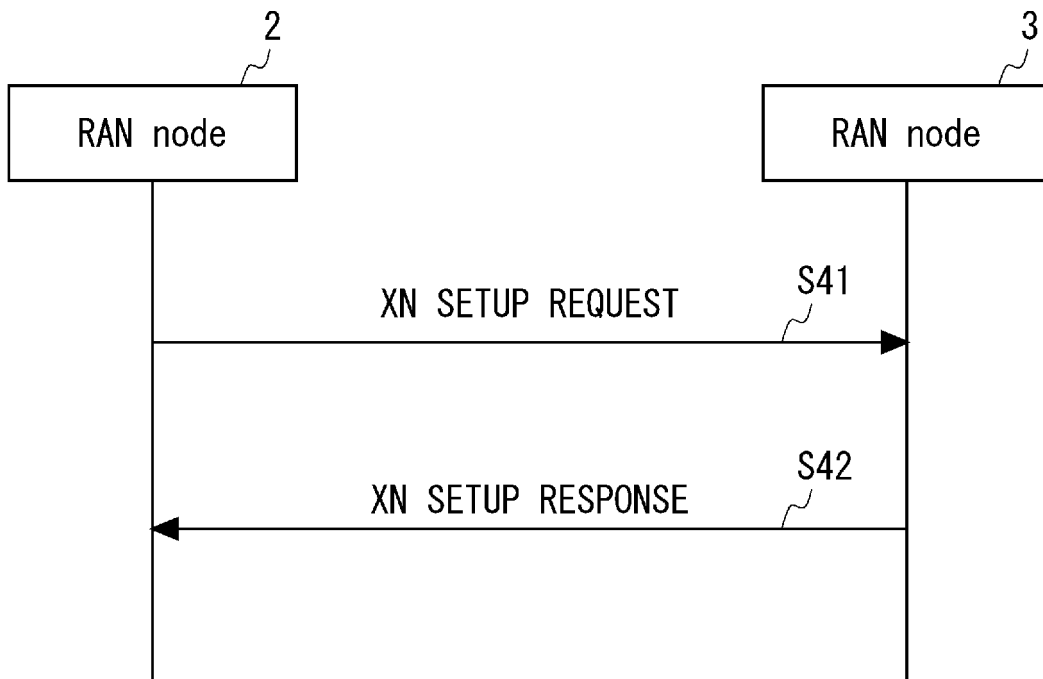 2
3
RAN node
RAN node
S41
XN SETUP REQUEST
S42
XN SETUP RESPONSE